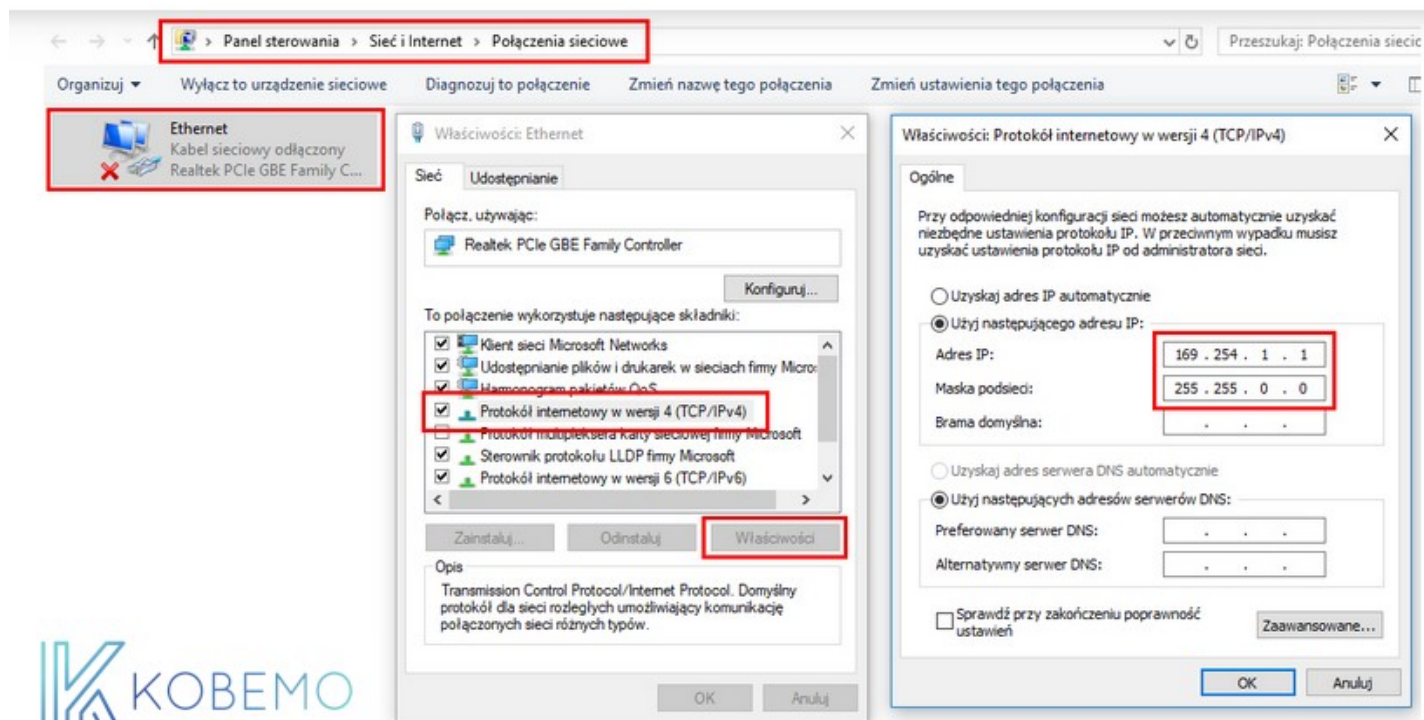 Panel sterowania > Sieć i Internet > Połączenia sieciowe
Przeszukaj: Połączenia
Organizuj
Wyłącz to urządzenie sieciowe
Diagnozuj to połączenie
Zmień nazwę tego połączenia
Zmień ustawienia tego połączenia
Ethernet
Kabel sieciowy odłączony
Realtek PCIe GBE Family C...
Właściwości: Ethernet
Sieć
Udostępnianie
Połącz, używając:
Realtek PCIe GBE Family Controller
Konfiguruj...
To połączenie wykorzystuje następujące składniki:
Klient sieci Microsoft Networks
Udostępnianie plików i drukarek w sieciach firmy Micro
Harmonogram pakietów QoS
Protokół internetowy w wersji 4 (TCP/IPv4)
Protokół multipleksera karty sieciowej firmy Microsoft
Sterownik protokołu LLDP firmy Microsoft
Protokół internetowy w wersji 6 (TCP/IPv6)
Zainstaluj...
Odinstaluj
Właściwości
Opis
Transmission Control Protocol/Internet Protocol. Domyślny
protokół dla sieci rozległych umożliwiający komunikację
połączonych sieci różnych typów.
OK
Anuluj
Właściwości: Protokół internetowy w wersji 4 (TCP/IPv4)
Ogólne
Przy odpowiedniej konfiguracji sieci możesz automatycznie uzyskać
niezbędne ustawienia protokołu IP. W przeciwnym wypadku musisz
uzyskać ustawienia protokołu IP od administratora sieci.
Uzyskaj adres IP automatycznie
Użyj następującego adresu IP:
Adres IP: 169 . 254 . 1 . 1
Maska podsieci: 255 . 255 . 0 . 0
Brama domyślna: . . .
Uzyskaj adres serwera DNS automatycznie
Użyj następujących adresów serwerów DNS:
Preferowany serwer DNS: . . .
Alternatywny serwer DNS: . . .
Sprawdź przy zakończeniu poprawność
ustawień
Zaawansowane...
OK
Anuluj
KOBEMO